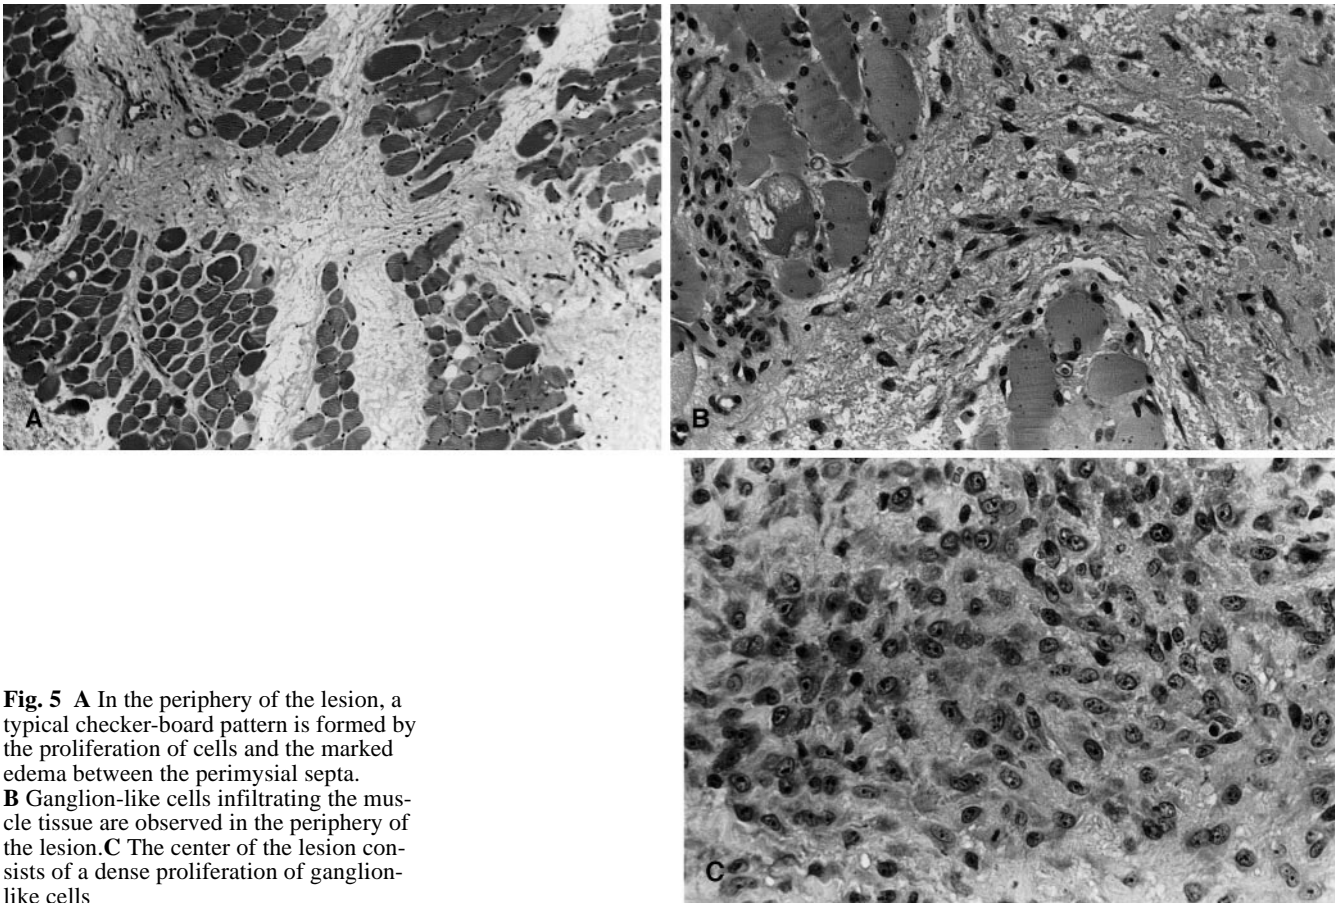 A
B
C
Fig. 5 A In the periphery of the lesion, a
typical checker-board pattern is formed by
the proliferation of cells and the marked
edema between the perimysial septa.
B Ganglion-like cells infiltrating the mus-
cle tissue are observed in the periphery of
the lesion.C The center of the lesion con-
sists of a dense proliferation of ganglion-
like cells